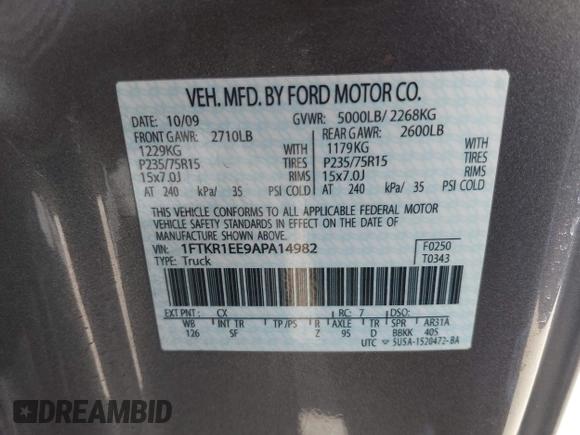 VEH. MFD. BY FORD MOTOR CO.
DATE: 10/09 GVWR: 5000LB/ 2268KG
FRONT GAWR: 2710LB REAR GAWR: 2600LB
1229KG WITH 1179KG WITH
P235/75R15 TIRES P235/75R15 TIRES
15x7.0J RIMS 15x7.0J RIMS
AT 240 kPa/ 35 PSI COLD AT 240 kPa/ 35 PSI COLD
THIS VEHICLE CONFORMS TO ALL APPLICABLE FEDERAL MOTOR
VEHICLE SAFETY STANDARDS IN EFFECT ON THE DATE OF
MANUFACTURE SHOWN ABOVE.
VIN: 1FTKR1EE9APA14982 F0250
TYPE: Truck T0343
EXT PNT: CX RC: 7 DSO:
WB INT TR TP/PS R AXLE TR SPR AR31A
126 SF Z 95 D BBKK 405
UTC 5U5A-1520472-BA
DREAMBID